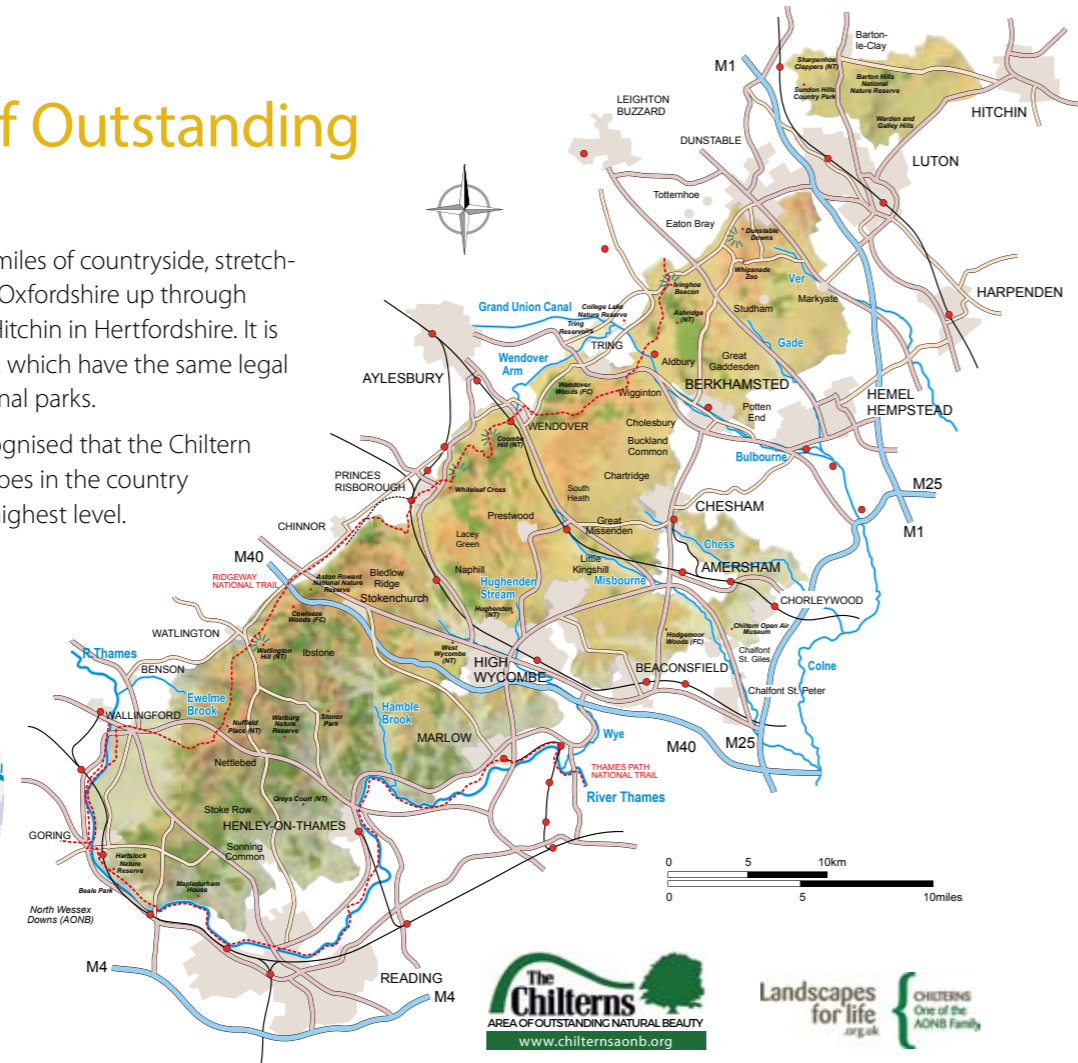 f Outstanding
miles of countryside, stretch-
Oxfordshire up through
Hitchin in Hertfordshire. It is
which have the same legal
nal parks.
ognised that the Chiltern
pes in the country
ighest level.
M1
Barton-
le-Clay
Sharpenhoe
Clappers (NT)
Sundon Hills
Country Park
Barton Hills
National
Nature Reserve
Warden and
Galley Hills
HITCHIN
LEIGHTON
BUZZARD
DUNSTABLE
LUTON
Totternhoe
Eaton Bray
Dunstable
Downs
Whipsnade
Zoo
Ivinghoe
Beacon
Ver
Markyate
Studham
HARPENDEN
Grand Union Canal
College Lake
Nature Reserve
Tring
Reservoirs
Ashridge
(NT)
TRING
Gade
Wendover
Arm
Aldbury
Great
Gaddesden
AYLESBURY
Wendover
Woods (FC)
Wigginton
BERKHAMSTED
HEMEL
HEMPSTEAD
Potten
End
WENDOVER
Cholesbury
Coombe
Hill (NT)
Buckland
Common
Bulbourne
Chartridge
PRINCES
RISBOROUGH
Whiteleaf Cross
South
Heath
M25
CHESHAM
M1
Prestwood
Great
Missenden
CHINNOR
Lacey
Green
Chess
M40
Little
Kingshill
AMERSHAM
RIDGEWAY
NATIONAL TRAIL
Aston Rowant
National Nature
Reserve
Bledlow
Ridge
Naphill
Hughenden
Stream
Misbourne
Stokenchurch
CHORLEYWOOD
Cowleaze
Woods (FC)
Hughenden
(NT)
Chiltern Open Air
Museum
WATLINGTON
Hodgemoor
Woods (FC)
Watlington
Hill (NT)
Ibstone
West
Wycombe
(NT)
Chalfont
St. Giles
R.Thames
HIGH
WYCOMBE
BEACONSFIELD
Colne
BENSON
Chalfont St. Peter
Ewelme
Brook
Hamble
Brook
WALLINGFORD
Nuffield
Place (NT)
Warburg
Nature
Reserve
Stonor
Park
MARLOW
Wye
M40
M25
Nettlebed
THAMES PATH
NATIONAL TRAIL
River Thames
Greys Court (NT)
Stoke Row
HENLEY-ON-THAMES
GORING
Sonning
Common
Hartslock
Nature
Reserve
Mapledurham
House
Beale Park
North Wessex
Downs (AONB)
0 5 10km
0 5 10miles
M4
READING
M4
The
Chilterns
AREA OF OUTSTANDING NATURAL BEAUTY
www.chilternsaonb.org
Landscapes
for life
.org.uk
CHILTERNS
One of the
AONB Family